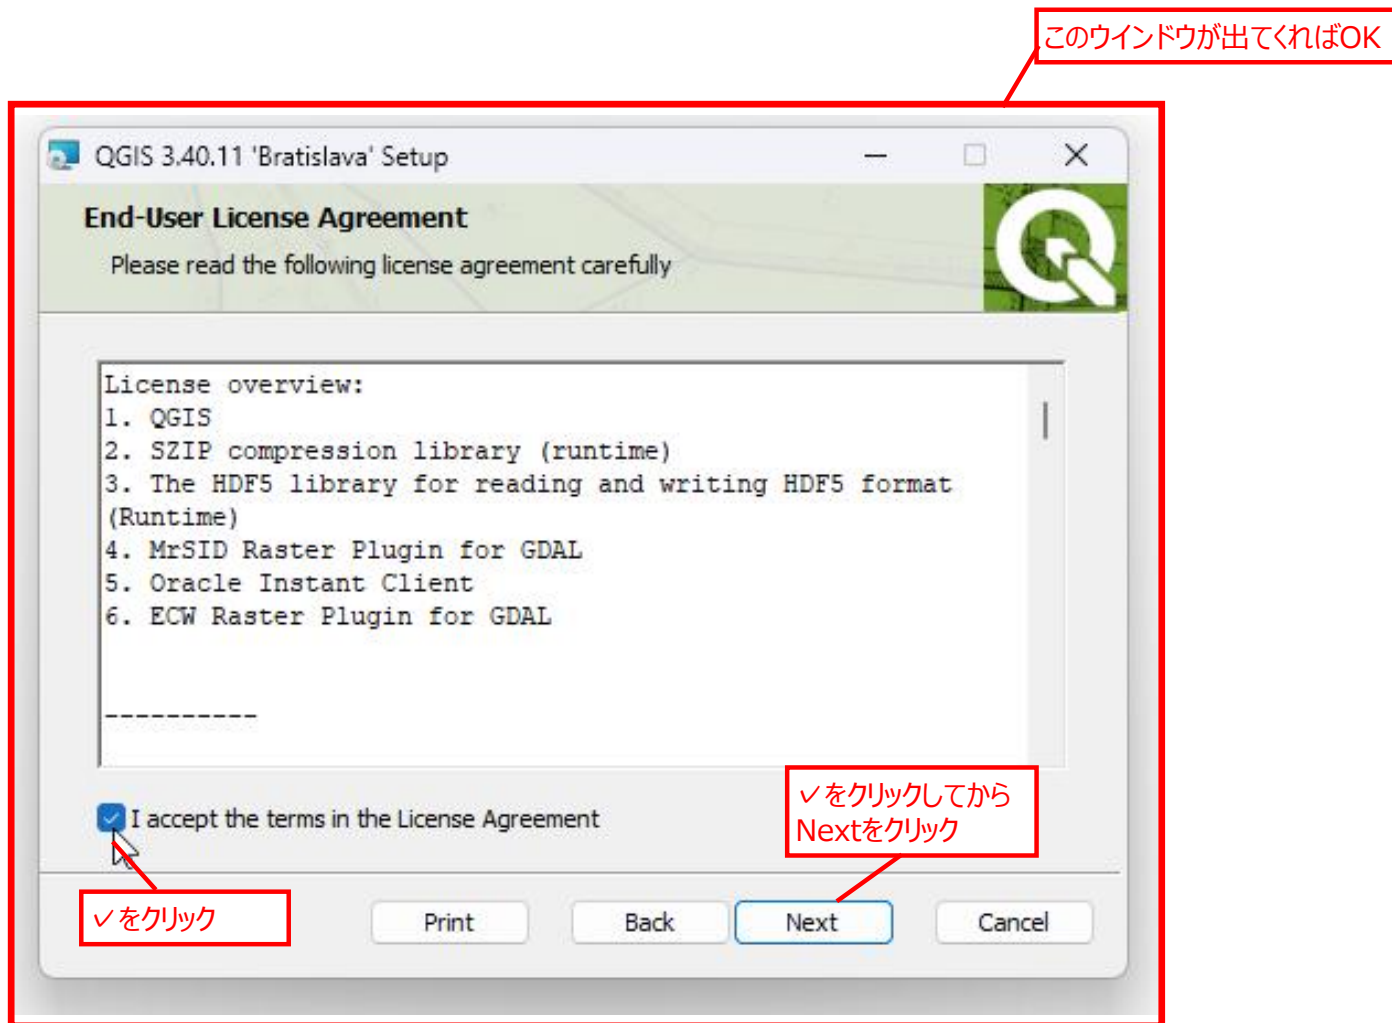 このウインドウが出てくればOK
QGIS 3.40.11 'Bratislava' Setup
End-User License Agreement
Please read the following license agreement carefully
License overview:
1. QGIS
2. SZIP compression library (runtime)
3. The HDF5 library for reading and writing HDF5 format
(Runtime)
4. MrSID Raster Plugin for GDAL
5. Oracle Instant Client
6. ECW Raster Plugin for GDAL
----------
I accept the terms in the License Agreement
✓をクリックしてから
Nextをクリック
✓をクリック
Print
Back
Next
Cancel